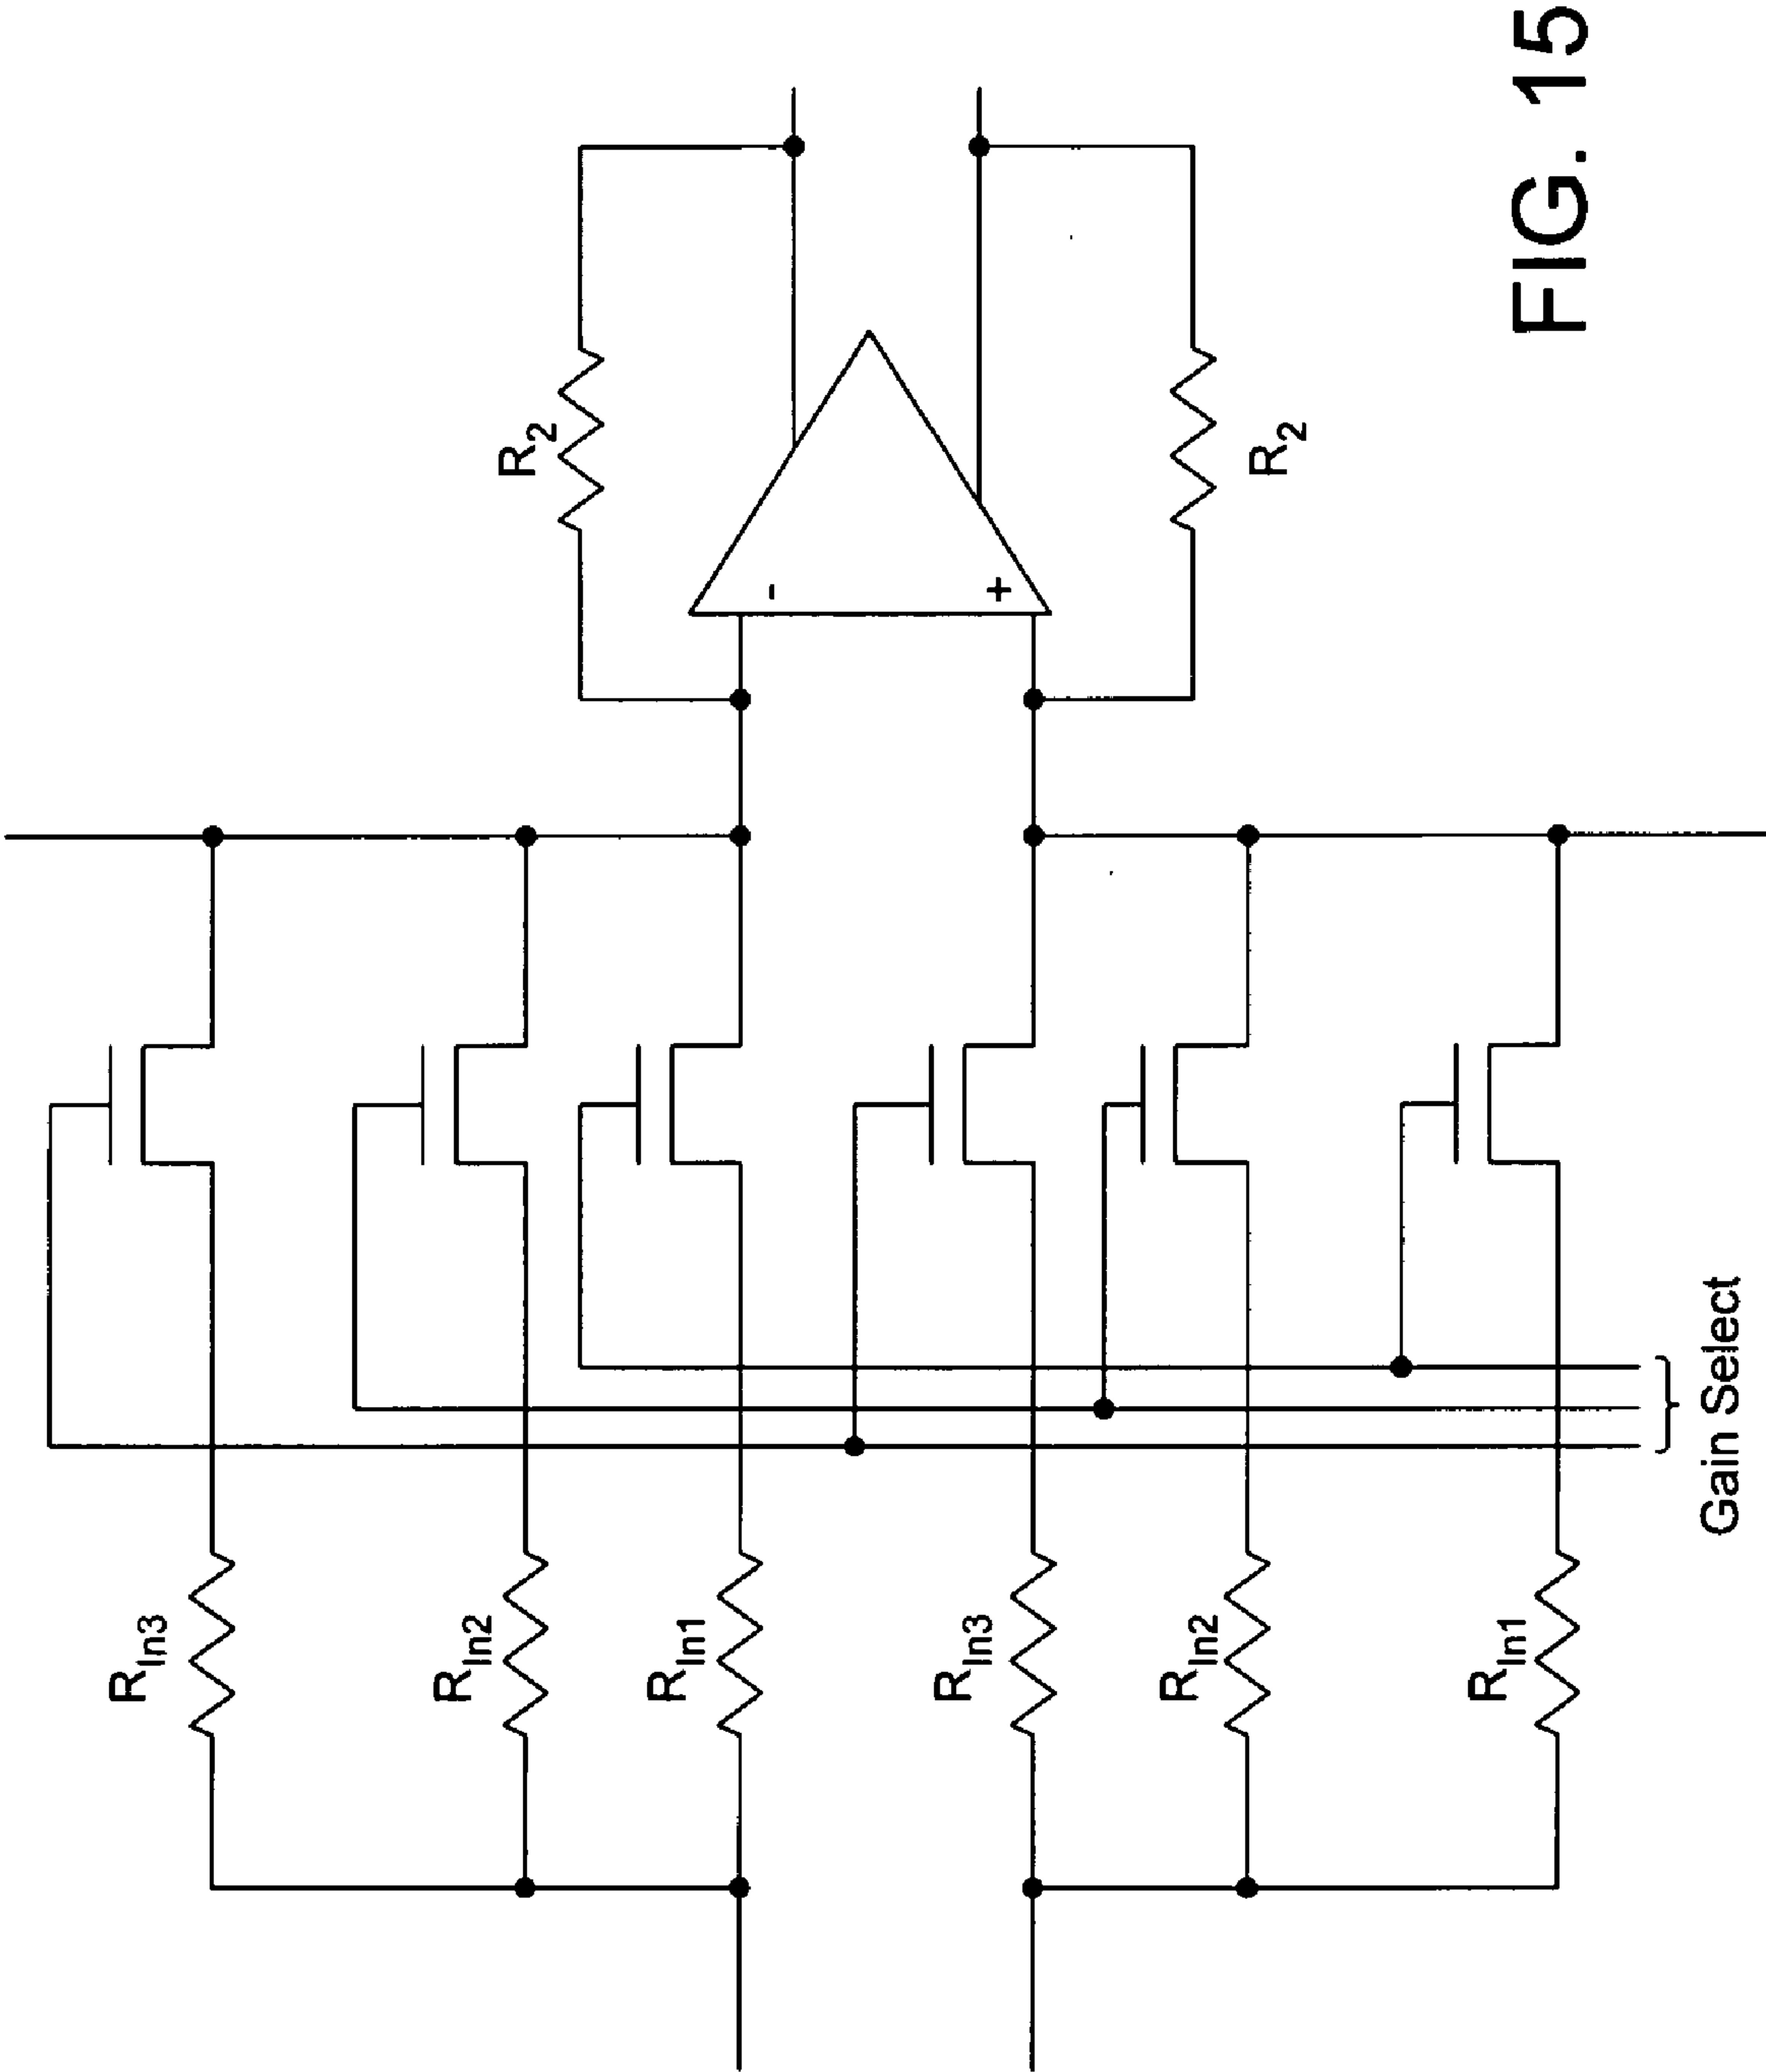 R2
-
+
R2
RIn3
RIn2
RIn1
RIn3
RIn2
RIn1
Gain Select
FIG. 15